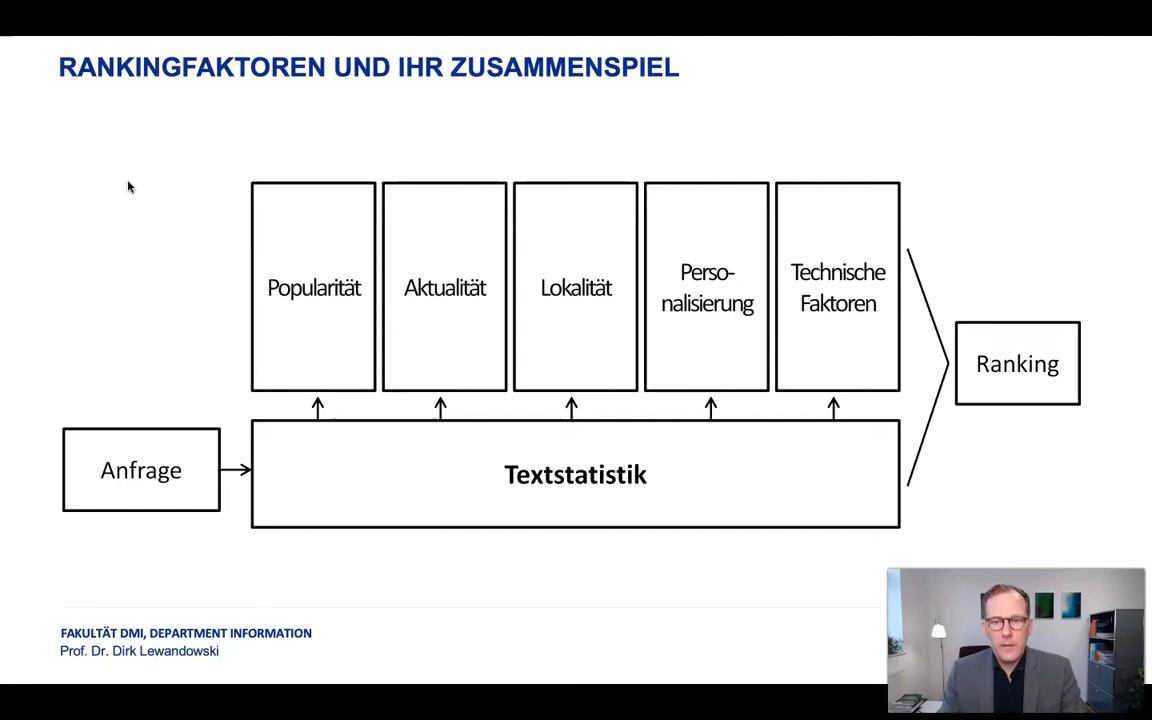 RANKINGFAKTOREN UND IHR ZUSAMMENSPIEL
Popularität
Aktualität
Lokalität
Perso-
nalisierung
Technische
Faktoren
Ranking
Anfrage
Textstatistik
FAKULTÄT DMI, DEPARTMENT INFORMATION
Prof. Dr. Dirk Lewandowski